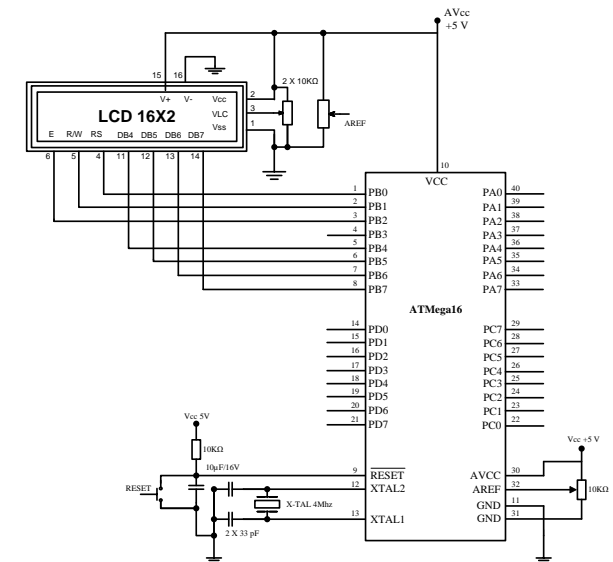 AVcc
+5 V
15 16
V+ V- Vcc 2
LCD 16X2
VLC 3
Vss 1
2 X 10KΩ
AREF
E R/W RS DB4 DB5 DB6 DB7
6 5 4 11 12 13 14
10
VCC
1 PB0 PA0 40
2 PB1 PA1 39
3 PB2 PA2 38
4 PB3 PA3 37
5 PB4 PA4 36
6 PB5 PA5 35
7 PB6 PA6 34
8 PB7 PA7 33
ATMega16
14 PD0 PC7 29
15 PD1 PC6 28
16 PD2 PC5 27
17 PD3 PC4 26
18 PD4 PC3 25
19 PD5 PC2 24
20 PD6 PC1 23
21 PD7 PC0 22
Vcc 5V
10KΩ
10µF/16V
RESET
Vcc +5 V
9 RESET AVCC 30
12 XTAL2 AREF 32
10KΩ
X-TAL 4Mhz
GND 11
13 XTAL1 GND 31
2 X 33 pF